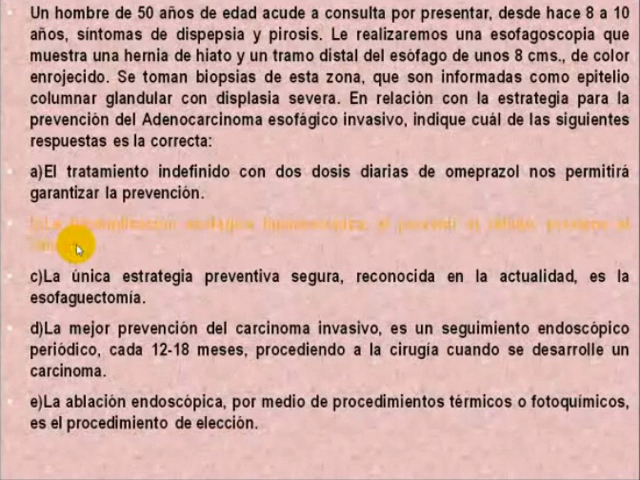 Un hombre de 50 años de edad acude a consulta por presentar, desde hace 8 a 10
años, síntomas de dispepsia y pirosis. Le realizaremos una esofagoscopia que
muestra una hernia de hiato y un tramo distal del esófago de unos 8 cms., de color
enrojecido. Se toman biopsias de esta zona, que son informadas como epitelio
columnar glandular con displasia severa. En relación con la estrategia para la
prevención del Adenocarcinoma esofágico invasivo, indique cuál de las siguientes
respuestas es la correcta:
a)El tratamiento indefinido con dos dosis diarias de omeprazol nos permitirá
garantizar la prevención.
el reflujo, previene el
c)La única estrategia preventiva segura, reconocida en la actualidad, es la
esofaguectomía.
d)La mejor prevención del carcinoma invasivo, es un seguimiento endoscópico
periódico, cada 12-18 meses, procediendo a la cirugía cuando se desarrolle un
carcinoma.
e)La ablación endoscópica, por medio de procedimientos térmicos o fotoquímicos,
es el procedimiento de elección.